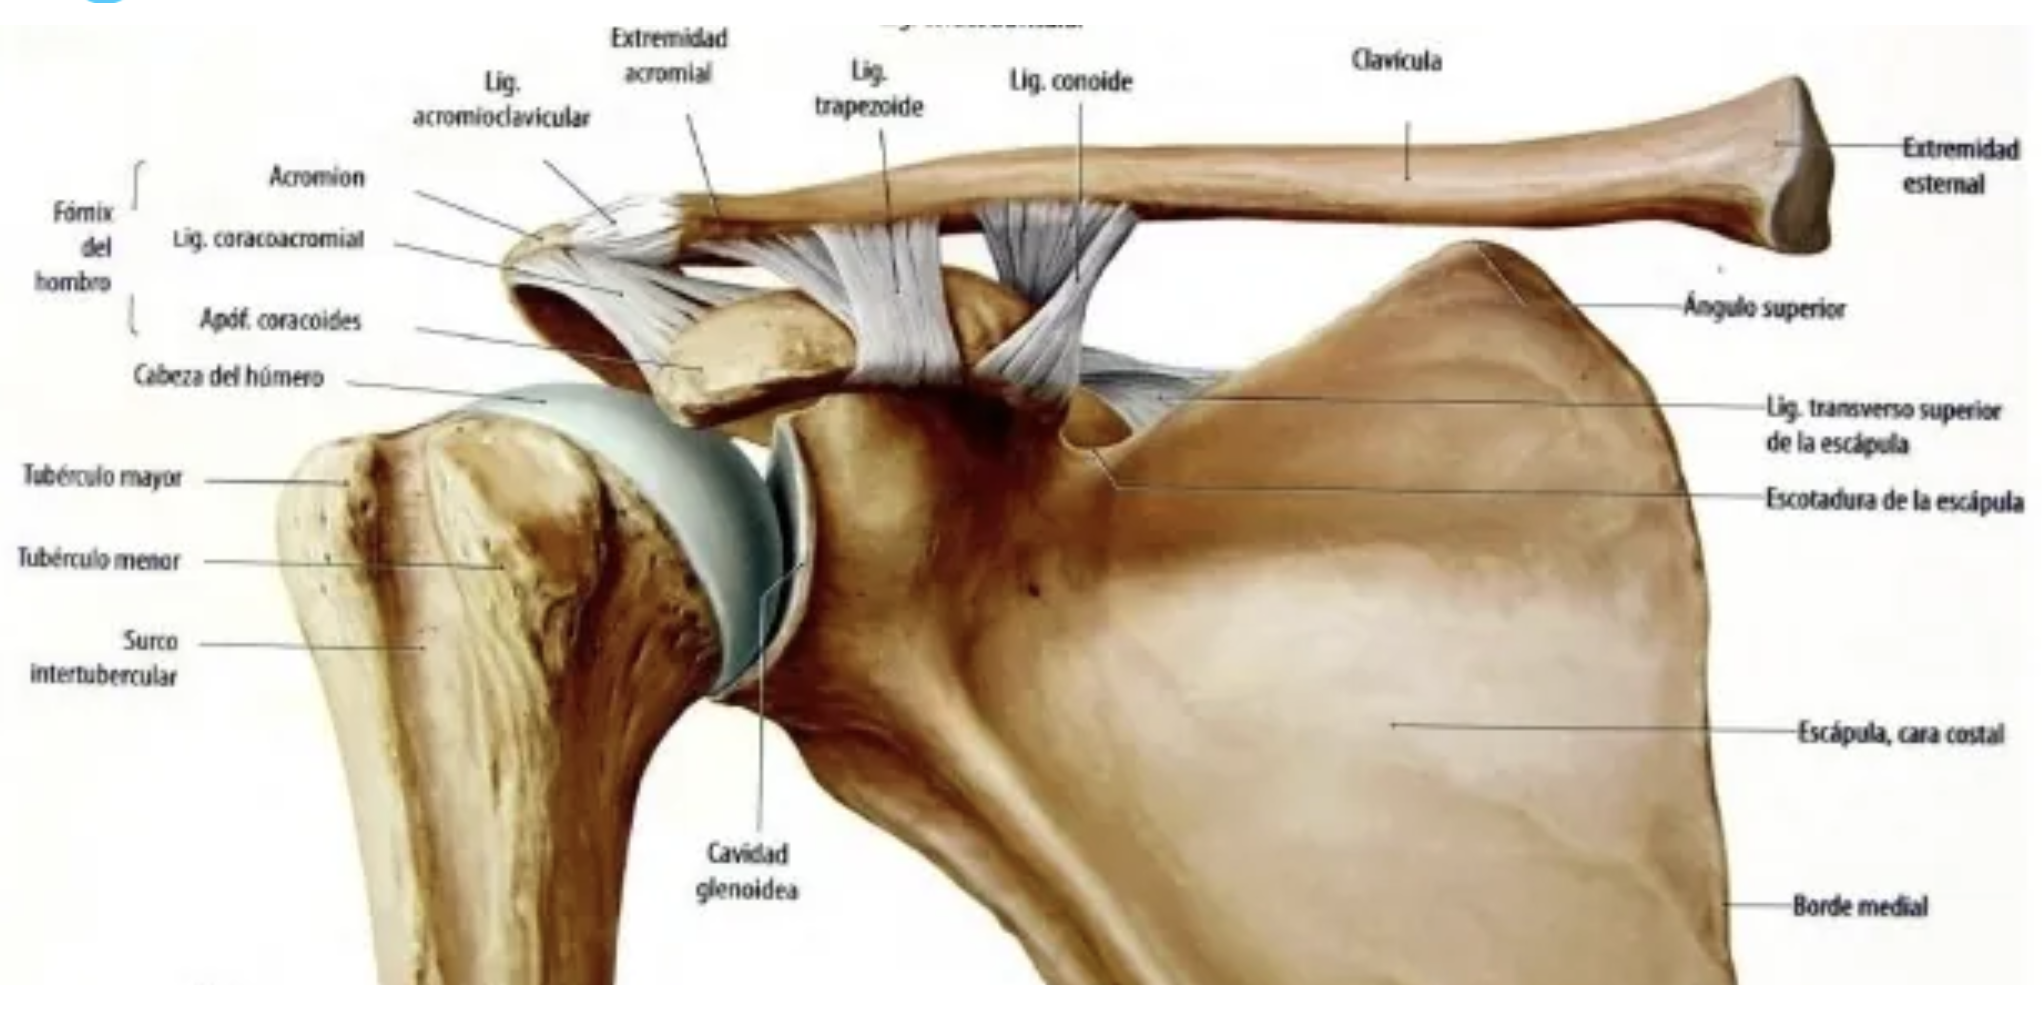 Extremidad
acromial
Lig.
acromioclavicular
Lig.
trapezoide
Lig. conoide
Clavícula
Extremidad
esternal
Acromion
Fórnix
del
hombro
Lig. coracoacromial
Apóf. coracoides
Cabeza del húmero
Ángulo superior
Lig. transverso superior
de la escápula
Escotadura de la escápula
Tubérculo mayor
Tubérculo menor
Surco
intertubercular
Escápula, cara costal
Cavidad
glenoidea
Borde medial